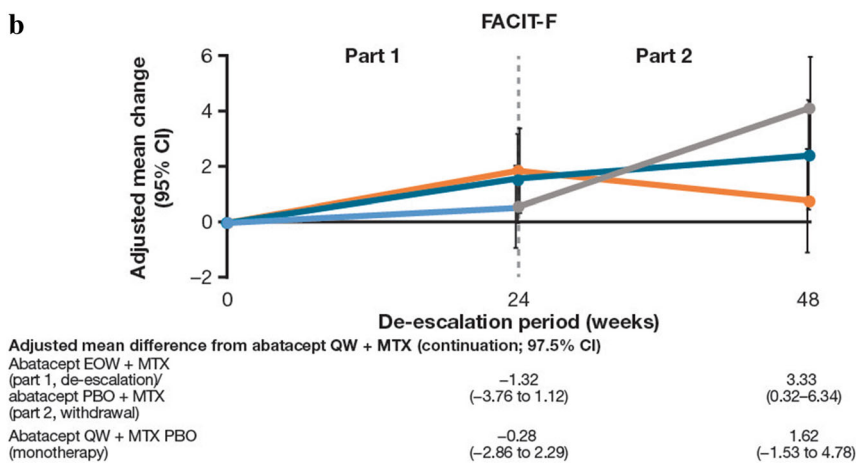 b
FACIT-F
Part 1 Part 2
Adjusted mean change
(95% CI)
6
4
2
0
–2
0 24 48
De-escalation period (weeks)
Adjusted mean difference from abatacept QW + MTX (continuation; 97.5% CI)
Abatacept EOW + MTX
(part 1, de-escalation)/ –1.32 3.33
abatacept PBO + MTX (–3.76 to 1.12) (0.32–6.34)
(part 2, withdrawal)
Abatacept QW + MTX PBO –0.28 1.62
(monotherapy) (–2.86 to 2.29) (–1.53 to 4.78)